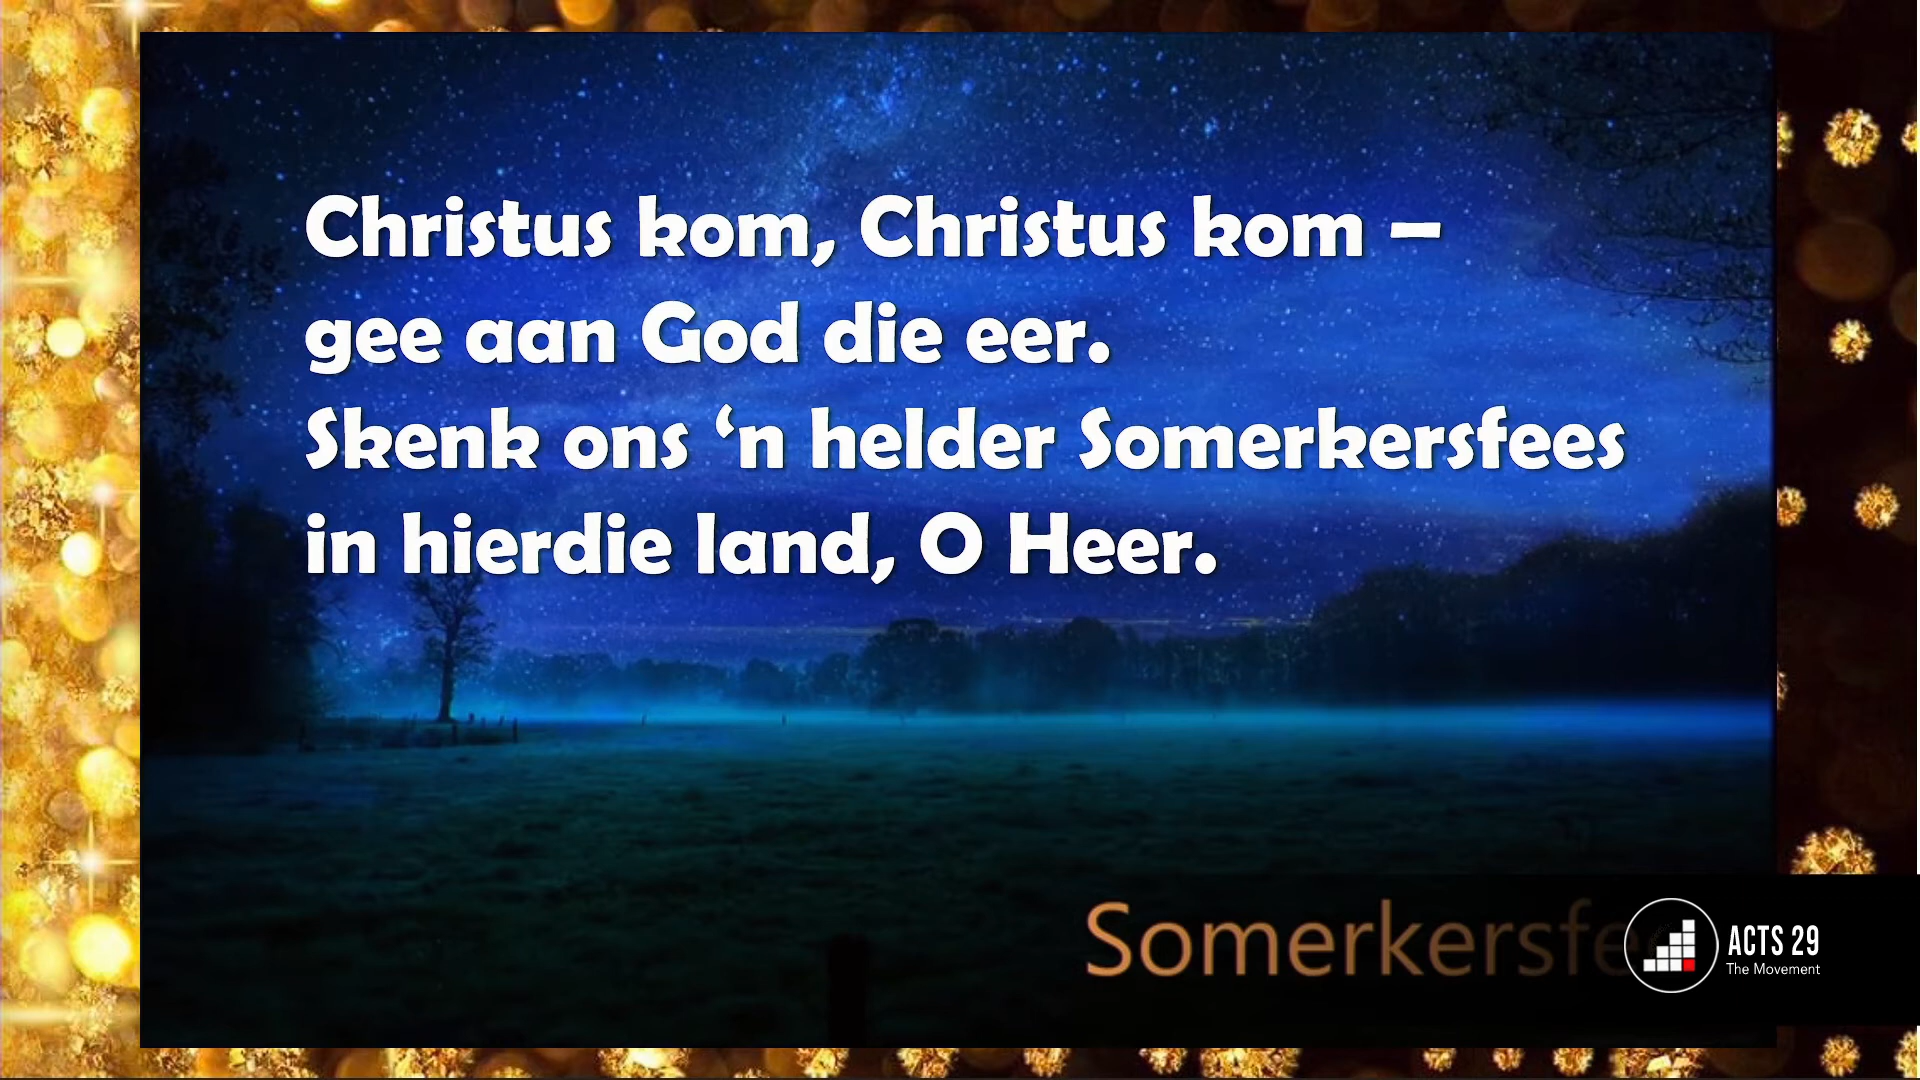 Christus kom, Christus kom –
gee aan God die eer.
Skenk ons ‘n helder Somerkersfees
in hierdie land, O Heer.
ACTS 29
The Movement